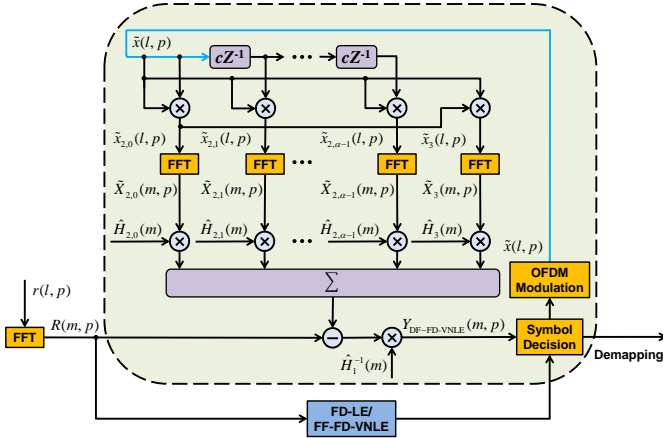 x̃(l, p) cZ⁻¹ ··· cZ⁻¹
x̃₂,₀(l, p) x̃₂,₁(l, p) x̃₂,α₋₁(l, p) x̃₃(l, p)
FFT FFT ··· FFT FFT
X̃₂,₀(m, p) X̃₂,₁(m, p) X̃₂,α₋₁(m, p) X̃₃(m, p)
Ĥ₂,₀(m) Ĥ₂,₁(m) ··· Ĥ₂,α₋₁(m) Ĥ₃(m)
x̃(l, p)
∑
OFDM
Modulation
r(l, p)
FFT
R(m, p)
Y_DF−FD-VNLE(m, p)
Symbol
Decision
Demapping
Ĥ₁⁻¹(m)
FD-LE/
FF-FD-VNLE